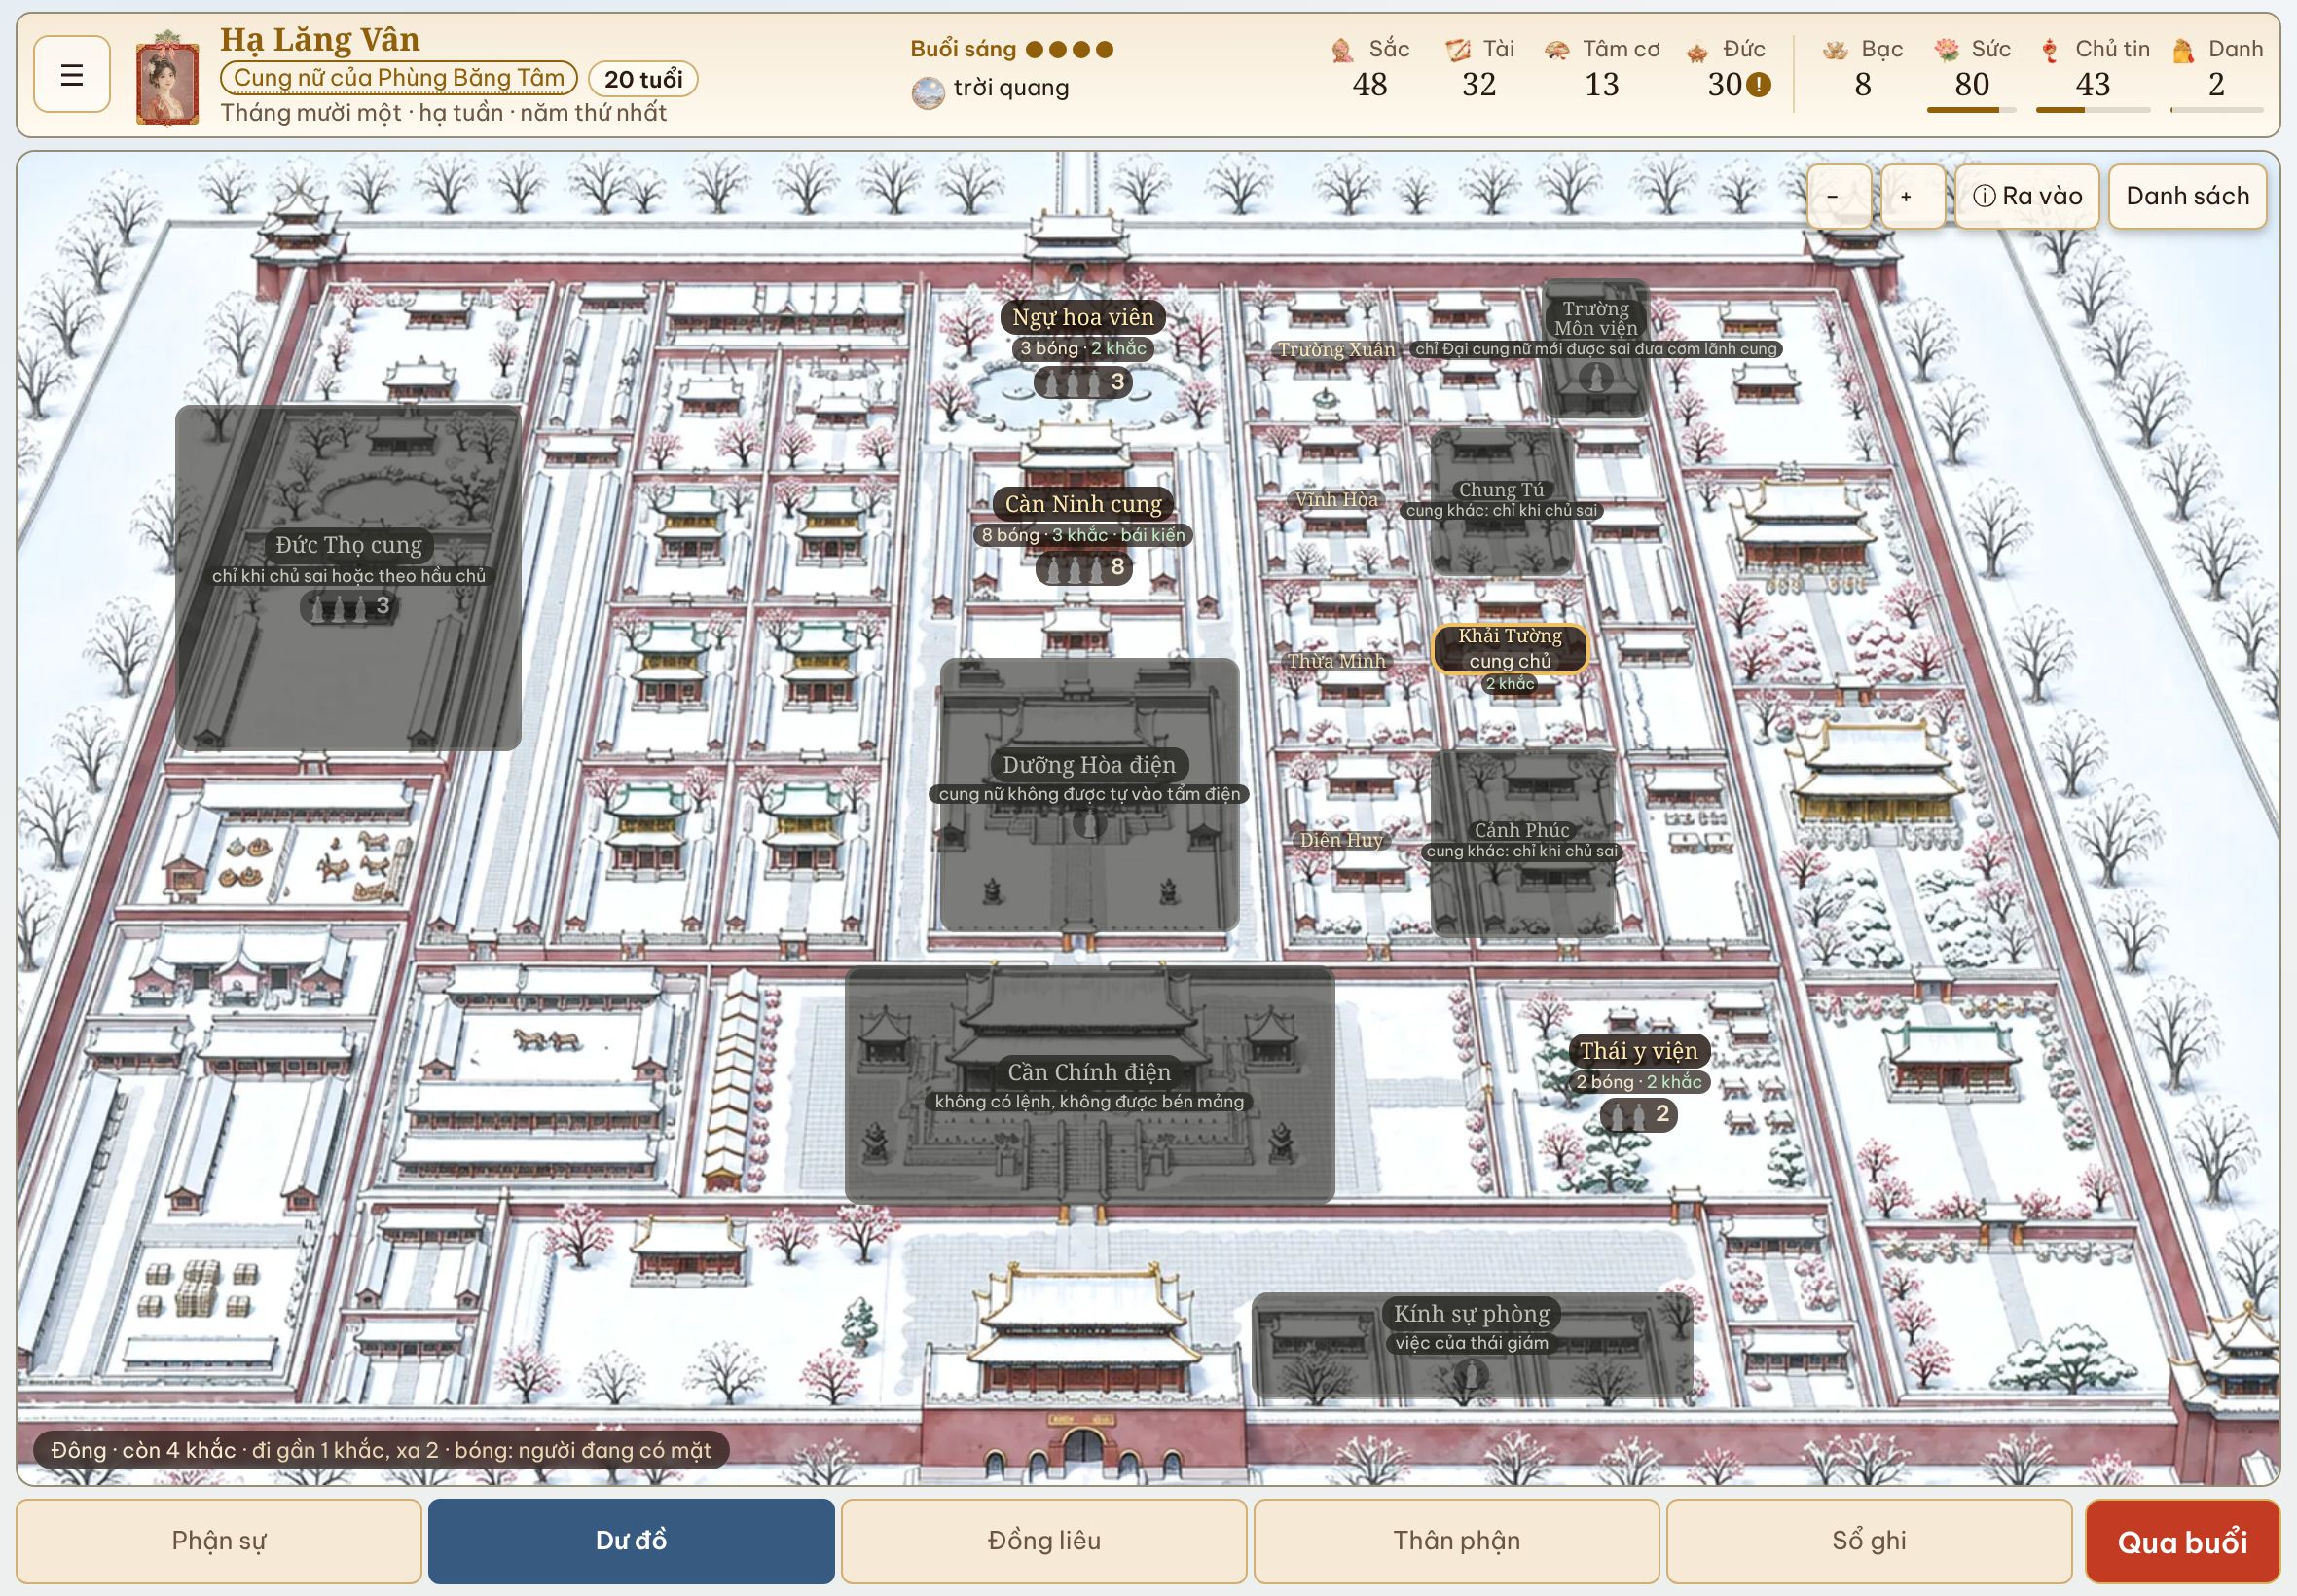 Hạ Lăng Vân
Cung nữ của Phùng Băng Tâm
20 tuổi
Tháng mười một · hạ tuần · năm thứ nhất
Buổi sáng
trời quang
Sắc
48
Tài
32
Tâm cơ
13
Đức
30 !
Bạc
8
Sức
80
Chủ tin
43
Danh
2
−
+
ⓘ Ra vào
Danh sách
Ngự hoa viên
3 bóng · 2 khắc
3
Trường Xuân
Trường
Môn viện
chỉ Đại cung nữ mới được sai đưa cơm lãnh cung
Càn Ninh cung
8 bóng · 3 khắc · bái kiến
8
Vĩnh Hòa
Chung Tú
cung khác: chỉ khi chủ sai
Đức Thọ cung
chỉ khi chủ sai hoặc theo hầu chủ
3
Thừa Minh
Khải Tường
cung chủ
2 khắc
Dưỡng Hòa điện
cung nữ không được tự vào tẩm điện
Diên Huy
Cảnh Phúc
cung khác: chỉ khi chủ sai
Cần Chính điện
không có lệnh, không được bén mảng
Thái y viện
2 bóng · 2 khắc
2
Kính sự phòng
việc của thái giám
Đông · còn 4 khắc · đi gần 1 khắc, xa 2 · bóng: người đang có mặt
Phận sự
Dư đồ
Đồng liêu
Thân phận
Sổ ghi
Qua buổi